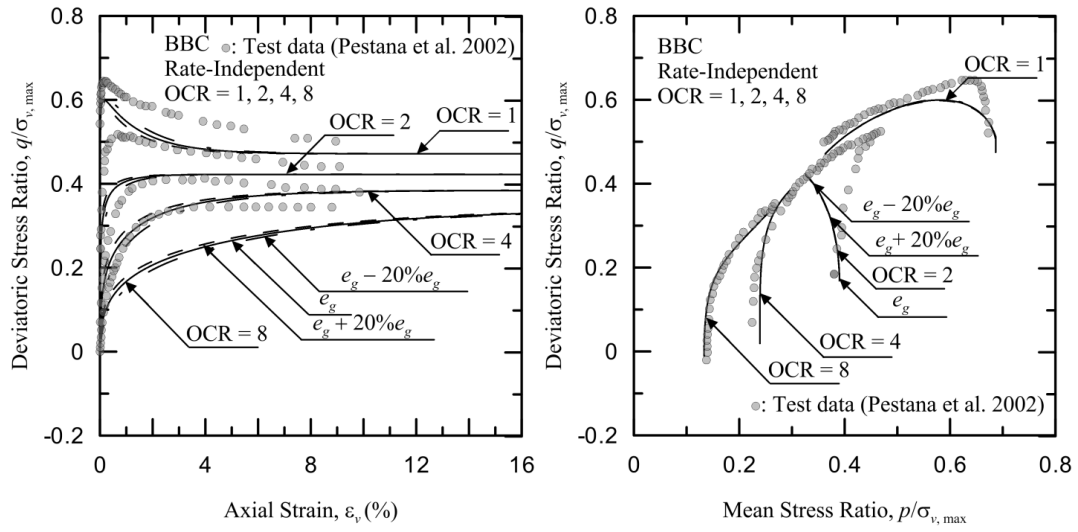 0.8
0.6
0.4
0.2
0
-0.2
Deviatoric Stress Ratio, q/σv, max
BBC : Test data (Pestana et al. 2002)
Rate-Independent
OCR = 1, 2, 4, 8
OCR = 2
OCR = 1
OCR = 4
eg − 20%eg
eg
eg + 20%eg
OCR = 8
0 4 8 12 16
Axial Strain, εv (%)
0.8
0.6
0.4
0.2
0
-0.2
Deviatoric Stress Ratio, q/σv, max
BBC
Rate-Independent
OCR = 1, 2, 4, 8
OCR = 1
eg − 20%eg
eg + 20%eg
OCR = 2
eg
OCR = 4
OCR = 8
: Test data (Pestana et al. 2002)
0 0.2 0.4 0.6 0.8
Mean Stress Ratio, p/σv, max